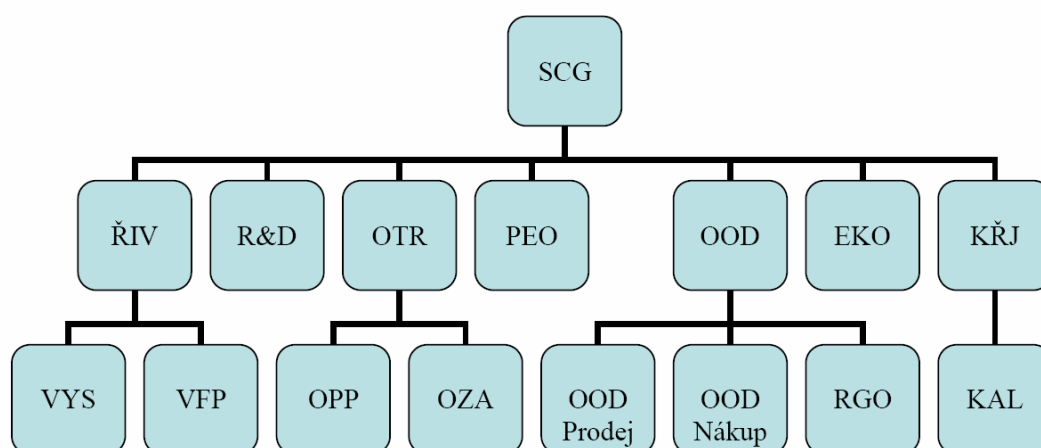 SCG
ŘIV
R&D
OTR
PEO
OOD
EKO
KŘJ
VYS
VFP
OPP
OZA
OOD
Prodej
OOD
Nákup
RGO
KAL